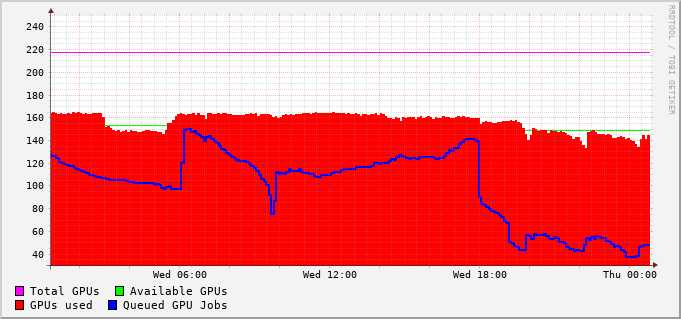 RRDTOOL / TOBI OETIKER
240
220
200
180
160
140
120
100
80
60
40
Wed 06:00 Wed 12:00 Wed 18:00 Thu 00:00
Total GPUs Available GPUs
GPUs used Queued GPU Jobs